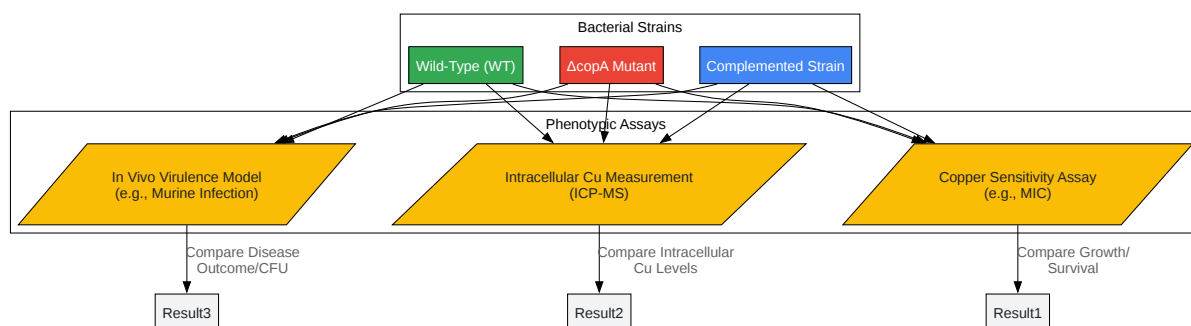 Bacterial Strains
Wild-Type (WT)
ΔcopA Mutant
Complemented Strain
Phenotypic Assays
In Vivo Virulence Model
(e.g., Murine Infection)
Intracellular Cu Measurement
(ICP-MS)
Copper Sensitivity Assay
(e.g., MIC)
Compare Disease
Outcome/CFU
Compare Intracellular
Cu Levels
Compare Growth/
Survival
Result3
Result2
Result1